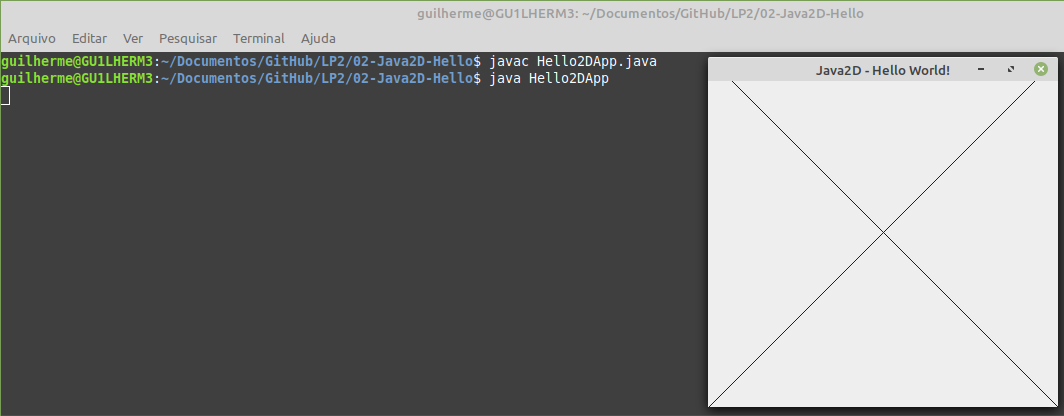 guilherme@GU1LHERM3: ~/Documentos/GitHub/LP2/02-Java2D-Hello
Arquivo Editar Ver Pesquisar Terminal Ajuda
guilherme@GU1LHERM3:~/Documentos/GitHub/LP2/02-Java2D-Hello$ javac Hello2DApp.java
guilherme@GU1LHERM3:~/Documentos/GitHub/LP2/02-Java2D-Hello$ java Hello2DApp
Java2D - Hello World!